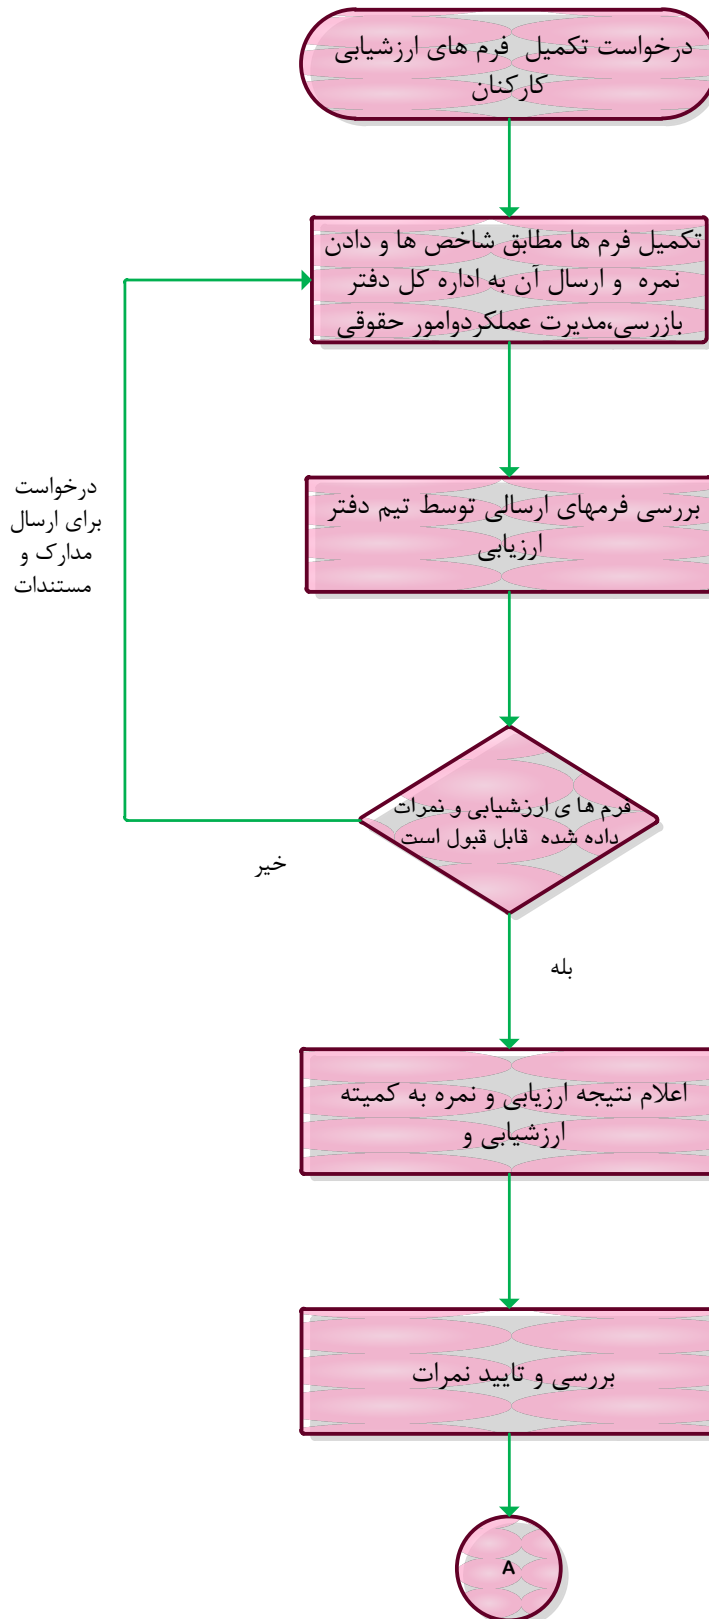 درخواست تکمیل فرم های ارزشیابی
کارکنان
تکمیل فرم ها مطابق شاخص ها و دادن
نمره و ارسال آن به اداره کل دفتر
بازرسی،مدیرت عملکردوامور حقوقی
درخواست
برای ارسال
مدارک و
مستندات
بررسی فرمهای ارسالی توسط تیم دفتر
ارزیابی
فرم ها ی ارزشیابی و نمرات
داده شده قابل قبول است
خیر
بله
اعلام نتیجه ارزیابی و نمره به کمیته
ارزشیابی و
بررسی و تایید نمرات
A